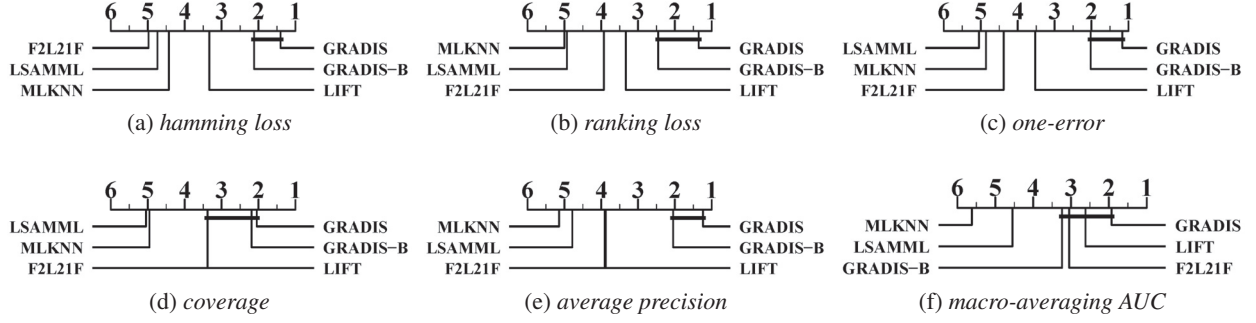 6 5 4 3 2 1
F2L21F GRADIS
LSAMML GRADIS-B
MLKNN LIFT
(a) hamming loss
6 5 4 3 2 1
MLKNN GRADIS
LSAMML GRADIS-B
F2L21F LIFT
(b) ranking loss
6 5 4 3 2 1
LSAMML GRADIS
MLKNN GRADIS-B
F2L21F LIFT
(c) one-error
6 5 4 3 2 1
LSAMML GRADIS
MLKNN GRADIS-B
F2L21F LIFT
(d) coverage
6 5 4 3 2 1
MLKNN GRADIS
LSAMML GRADIS-B
F2L21F LIFT
(e) average precision
6 5 4 3 2 1
MLKNN GRADIS
LSAMML LIFT
GRADIS-B F2L21F
(f) macro-averaging AUC